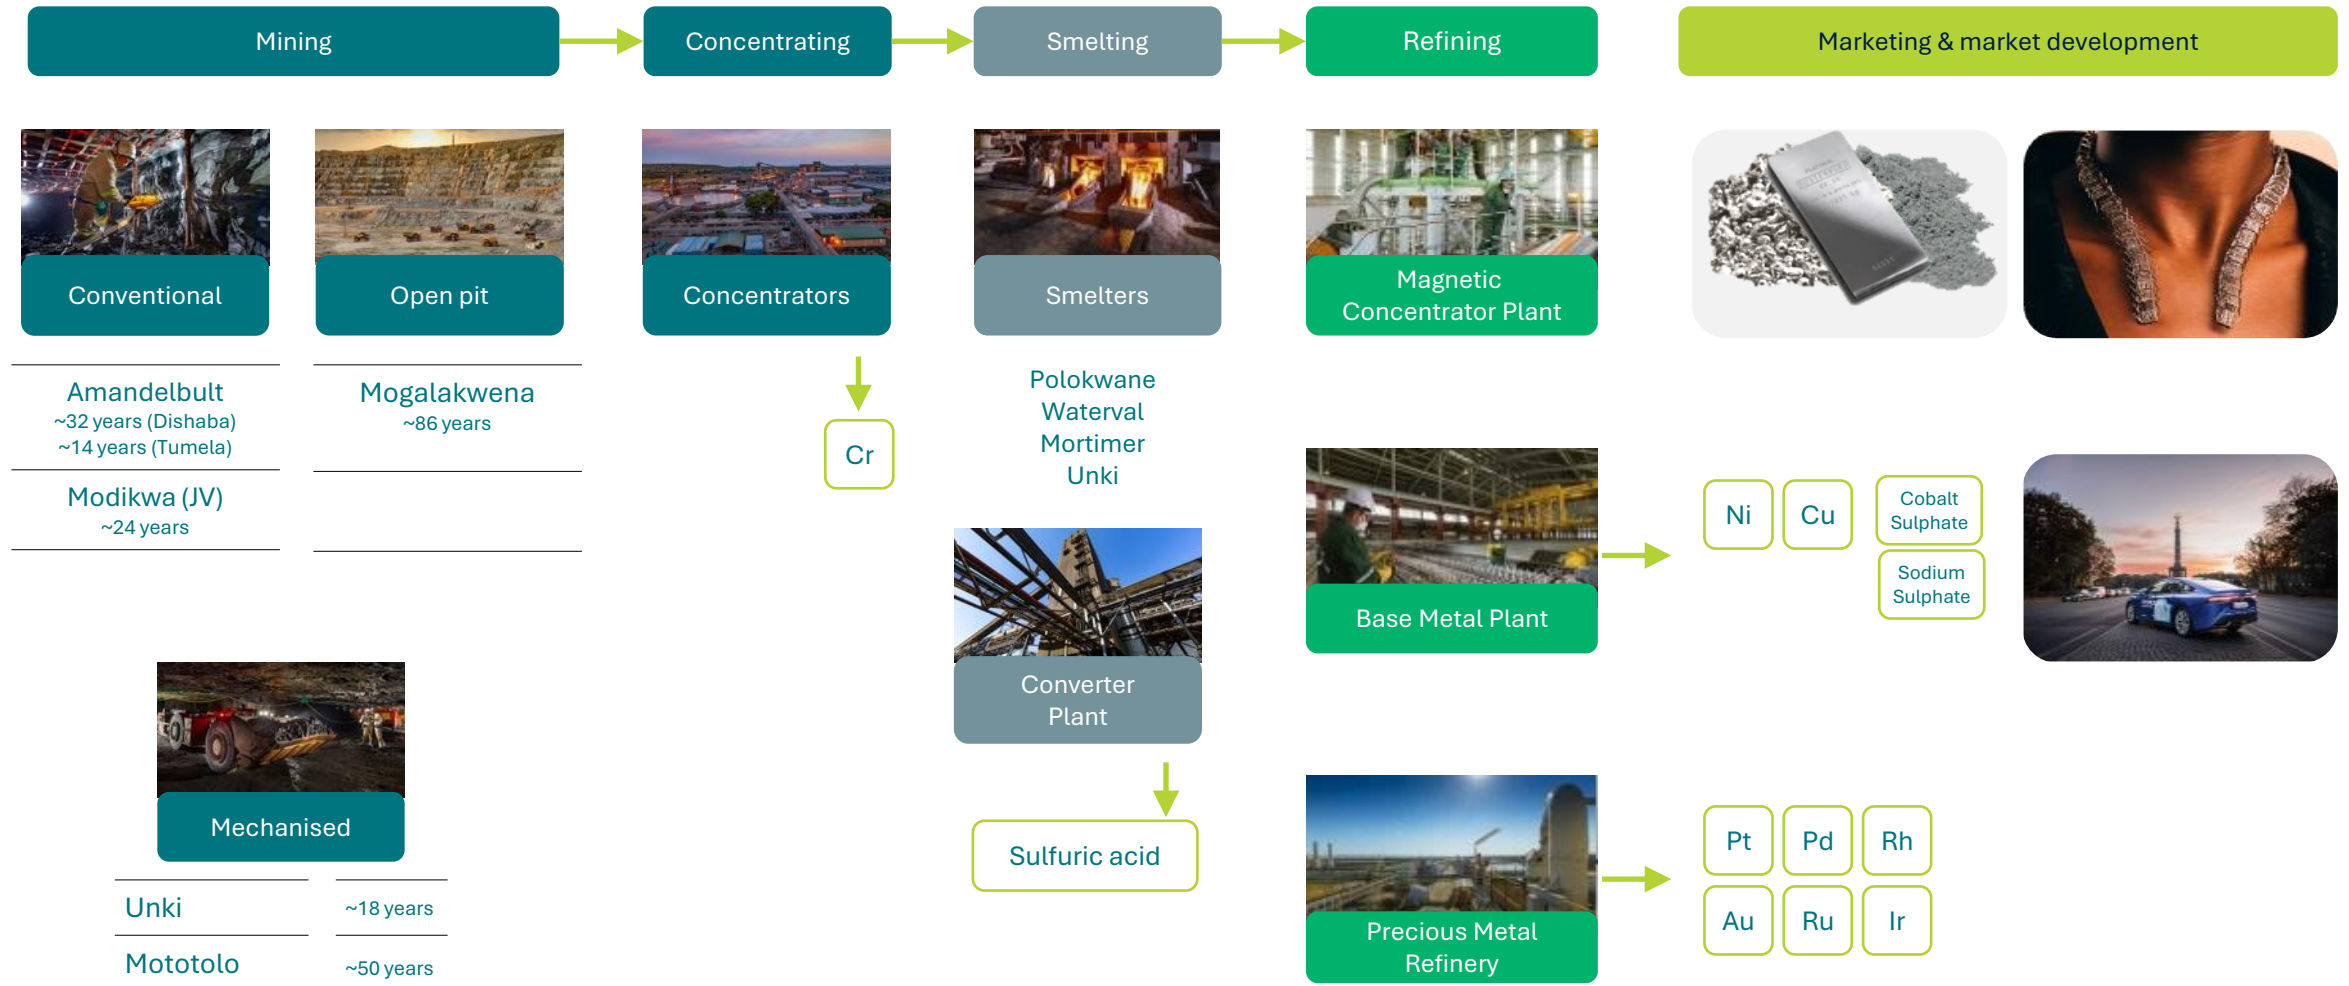 Mining
Concentrating
Smelting
Refining
Marketing & market development
Conventional
Open pit
Concentrators
Smelters
Magnetic
Concentrator Plant
Amandelbult
~32 years (Dishaba)
~14 years (Tumela)
Modikwa (JV)
~24 years
Mogalakwena
~86 years
Cr
Polokwane
Waterval
Mortimer
Unki
Converter
Plant
Sulfuric acid
Base Metal Plant
Ni
Cu
Cobalt
Sulphate
Sodium
Sulphate
Mechanised
Unki
~18 years
Mototolo
~50 years
Precious Metal
Refinery
Pt
Pd
Rh
Au
Ru
Ir